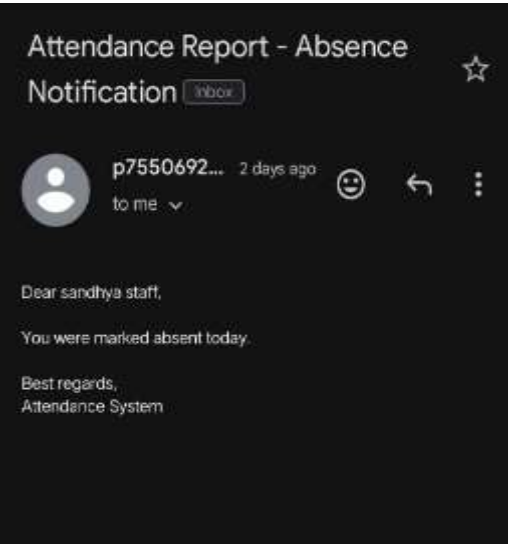 Attendance Report - Absence
Notification Inbox
p7550692... 2 days ago
to me
Dear sandhya staff,
You were marked absent today.
Best regards,
Attendance System